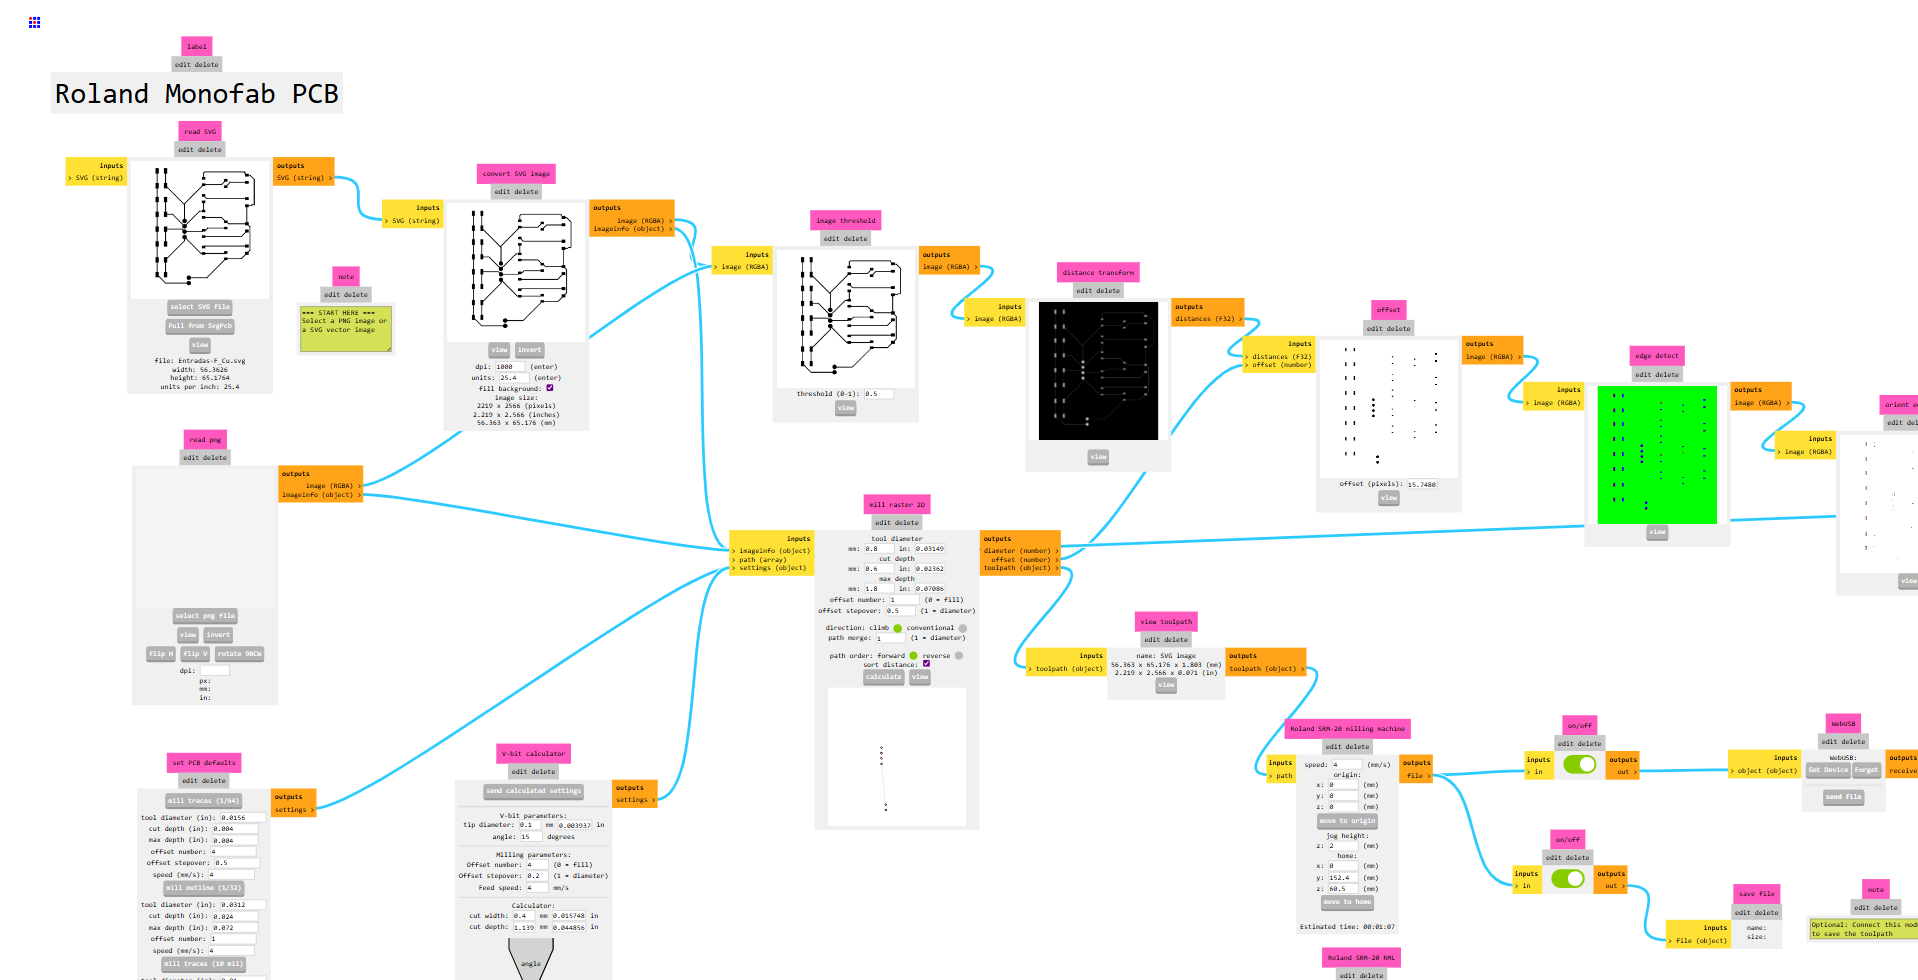 label
edit delete
Roland Monofab PCB
read SVG
edit delete
inputs
> SVG (string)
outputs
SVG (string) >
select SVG file
Pull from SvgPcb
view
file: Entradas-F_Cu.svg
width: 56.3626
height: 65.1764
units per inch: 25.4
note
edit delete
=== START HERE ===
Select a PNG image or
a SVG vector image
convert SVG image
edit delete
inputs
> SVG (string)
outputs
image (RGBA) >
imageInfo (object) >
view invert
dpi: 1000 (enter)
units: 25.4 (enter)
fill background:
image size:
2219 x 2566 (pixels)
2.219 x 2.566 (inches)
56.363 x 65.176 (mm)
image threshold
edit delete
inputs
> image (RGBA)
outputs
image (RGBA) >
threshold (0-1): 0.5
view
distance transform
edit delete
inputs
> image (RGBA)
outputs
distances (F32) >
view
offset
edit delete
inputs
> distances (F32)
> offset (number)
outputs
image (RGBA) >
offset (pixels): 15.7480
view
edge detect
edit delete
inputs
> image (RGBA)
outputs
image (RGBA) >
view
orient e
edit del
inputs
> image (RGBA)
view
read png
edit delete
outputs
image (RGBA) >
imageInfo (object) >
select png file
view invert
flip H flip V rotate 90CW
dpi:
px:
mm:
in:
mill raster 2D
edit delete
inputs
> imageInfo (object)
> path (array)
> settings (object)
outputs
diameter (number) >
offset (number) >
toolpath (object) >
tool diameter
mm: 0.8 in: 0.03149
cut depth
mm: 0.6 in: 0.02362
max depth
mm: 1.8 in: 0.07086
offset number: 1 (0 = fill)
offset stepover: 0.5 (1 = diameter)
direction: climb conventional
path merge: 1 (1 = diameter)
path order: forward reverse
sort distance:
calculate view
view toolpath
edit delete
inputs
> toolpath (object)
outputs
toolpath (object) >
name: SVG image
56.363 x 65.176 x 1.803 (mm)
2.219 x 2.566 x 0.071 (in)
view
set PCB defaults
edit delete
outputs
settings >
mill traces (1/64)
tool diameter (in): 0.0156
cut depth (in): 0.004
max depth (in): 0.004
offset number: 4
offset stepover: 0.5
speed (mm/s): 4
mill outline (1/32)
tool diameter (in): 0.0312
cut depth (in): 0.024
max depth (in): 0.072
offset number: 1
speed (mm/s): 4
mill traces (10 mil)
V-bit calculator
edit delete
outputs
settings >
send calculated settings
V-bit parameters:
tip diameter: 0.1 mm 0.003937 in
angle: 15 degrees
Milling parameters:
Offset number: 4 (0 = fill)
Offset stepover: 0.2 (1 = diameter)
Feed speed: 4 mm/s
Calculator:
cut width: 0.4 mm 0.015748 in
cut depth: 1.139 mm 0.044856 in
angle
Roland SRM-20 milling machine
edit delete
inputs
> path
outputs
file >
speed: 4 (mm/s)
origin:
x: 0 (mm)
y: 0 (mm)
z: 0 (mm)
move to origin
jog height:
z: 2 (mm)
home:
x: 0 (mm)
y: 152.4 (mm)
z: 60.5 (mm)
move to home
Estimated time: 00:01:07
Roland SRM-20 RML
edit delete
on/off
edit delete
inputs
> in
outputs
out >
WebUSB
edit delete
inputs
> object (object)
outputs
receive
WebUSB:
Get Device Forget
send file
on/off
edit delete
inputs
> in
outputs
out >
save file
edit delete
inputs
> file (object)
name:
size:
note
edit delete
Optional: Connect this mod
to save the toolpath